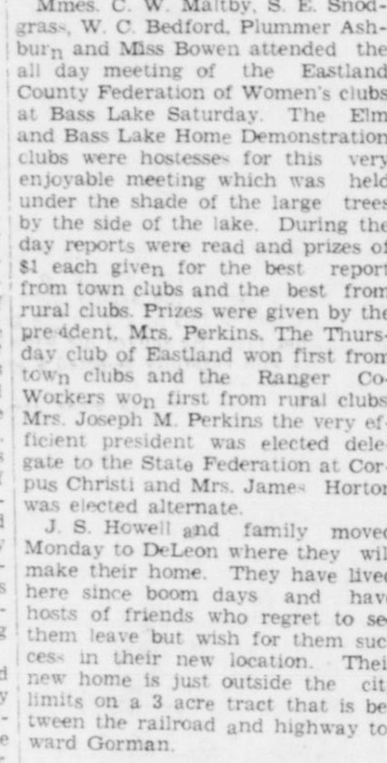 Mmes. C. W. Maltby, S. E. Snod-
grass, W. C. Bedford, Plummer Ash-
burn and Miss Bowen attended the
all day meeting of the Eastland
County Federation of Women's clubs
at Bass Lake Saturday. The Elm
and Bass Lake Home Demonstration
clubs were hostesses for this very
enjoyable meeting which was held
under the shade of the large trees
by the side of the lake. During the
day reports were read and prizes of
$1 each given for the best report
from town clubs and the best from
rural clubs. Prizes were given by the
president, Mrs. Perkins. The Thurs-
day club of Eastland won first from
town clubs and the Ranger Co
Workers won first from rural clubs
Mrs. Joseph M. Perkins the very ef-
ficient president was elected dele-
gate to the State Federation at Cor-
pus Christi and Mrs. James Horton
was elected alternate.
J. S. Howell and family moved
Monday to DeLeon where they wil
make their home. They have lived
here since boom days and have
hosts of friends who regret to see
them leave but wish for them suc
cess in their new location. Thei
new home is just outside the cit
limits on a 3 acre tract that is be
tween the railroad and highway to
ward Gorman.